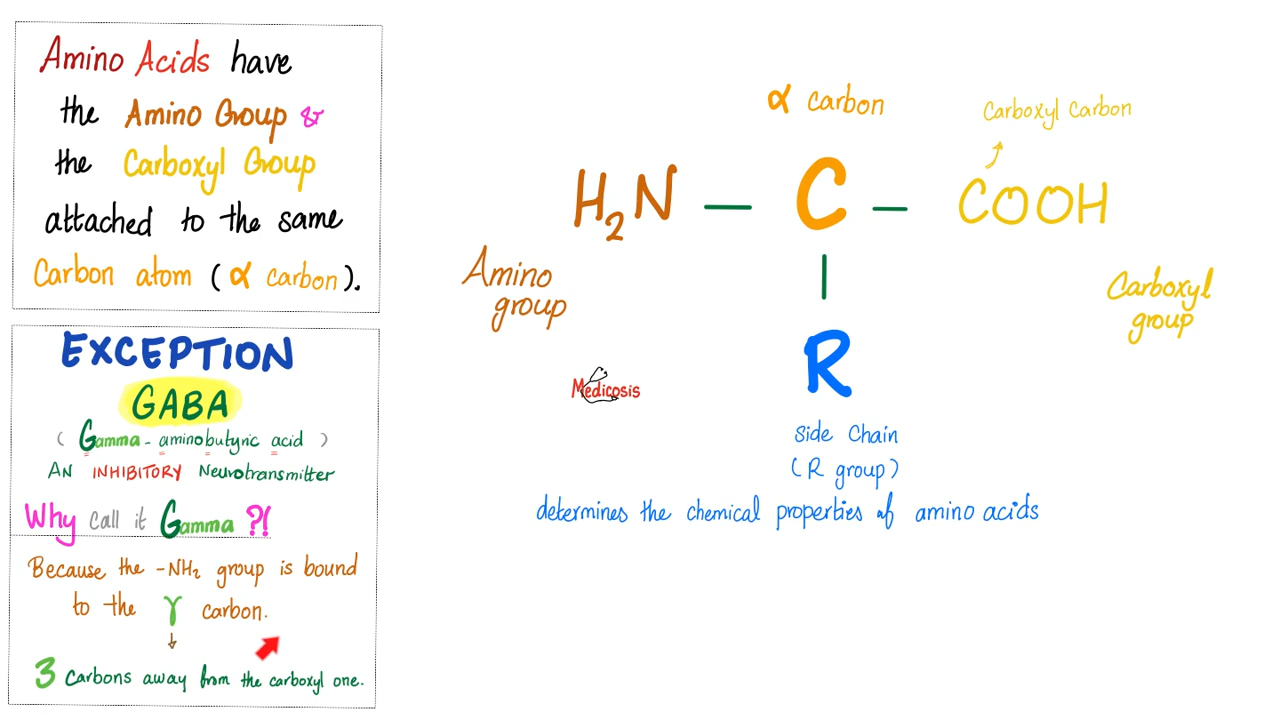 Amino Acids have
the Amino Group &
the Carboxyl Group
attached to the same
Carbon atom (α carbon).
EXCEPTION
GABA
(Gamma-aminobutyric acid)
AN INHIBITORY Neurotransmitter
Why call it Gamma ?!
Because the -NH₂ group is bound
to the γ carbon.
3 Carbons away from the carboxyl one.
α carbon
Carboxyl Carbon
H₂N — C — COOH
Amino
group
Carboxyl
group
R
Medicosis
Side Chain
(R group)
determines the chemical properties of amino acids